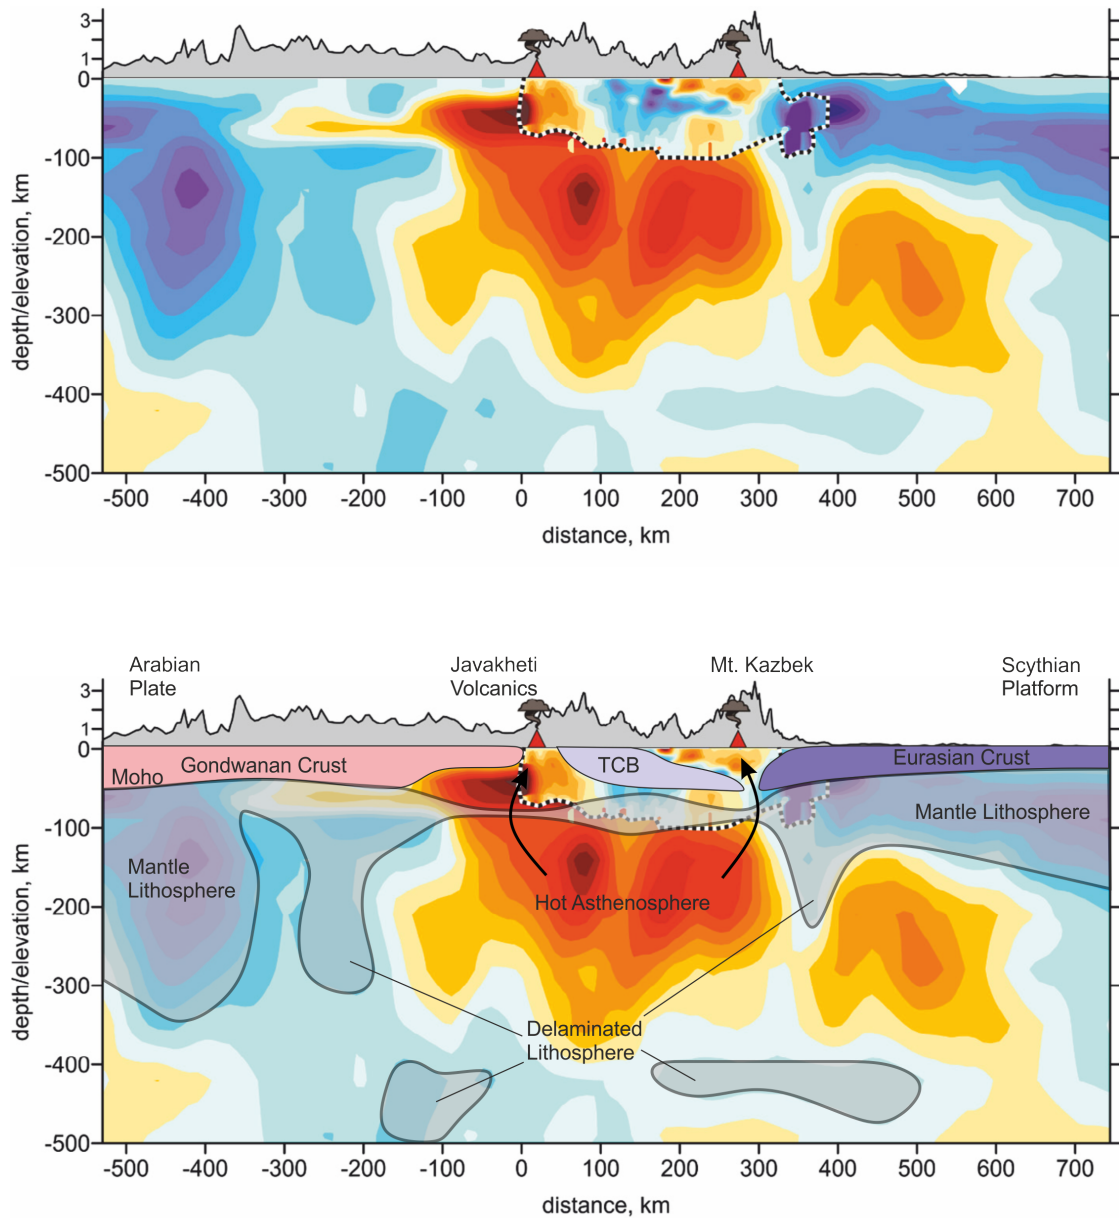 3
1
0
-100
-200
-300
-400
-500
depth/elevation, km
-500 -400 -300 -200 -100 0 100 200 300 400 500 600 700
distance, km
Arabian
Plate
Javakheti
Volcanics
Mt. Kazbek
Scythian
Platform
3
1
0
-100
-200
-300
-400
-500
depth/elevation, km
Gondwanan Crust
Moho
TCB
Eurasian Crust
Mantle Lithosphere
Mantle
Lithosphere
Hot Asthenosphere
Delaminated
Lithosphere
-500 -400 -300 -200 -100 0 100 200 300 400 500 600 700
distance, km